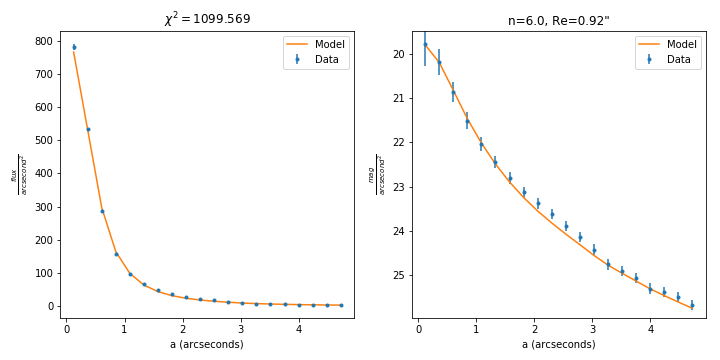 χ² = 1099.569
Model
Data
800
700
600
500
400
300
200
100
0
flux
arcsecond²
0
1
2
3
4
a (arcseconds)
n=6.0, Re=0.92"
Model
Data
20
21
22
23
24
25
mag
arcsecond²
0
1
2
3
4
a (arcseconds)